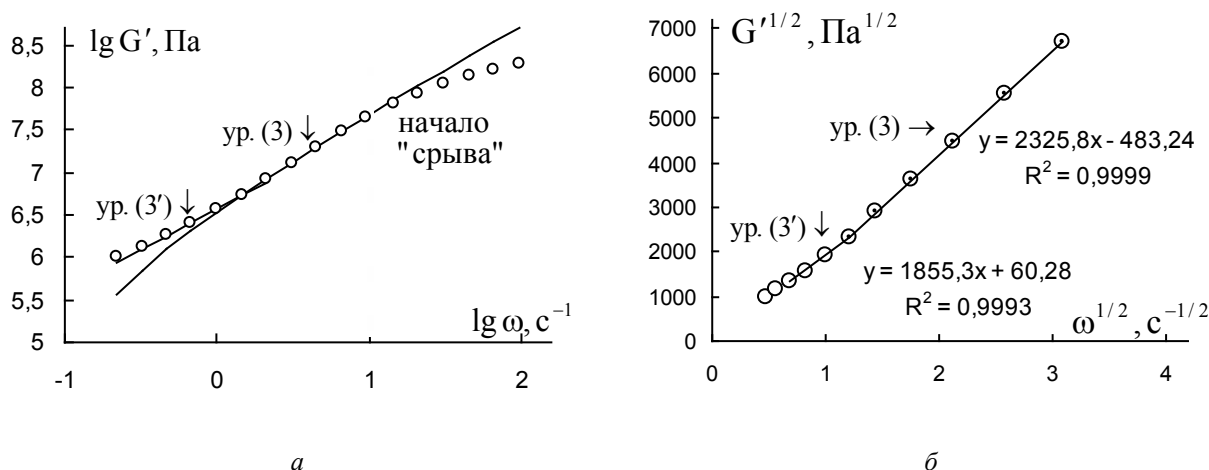 lg G′, Па
8,5
8
7,5
7
6,5
6
5,5
5
ур. (3) ↓
начало
"срыва"
ур. (3′) ↓
lg ω, с⁻¹
-1
0
1
2
а
G′^1/2, Па^1/2
7000
6000
5000
4000
3000
2000
1000
0
ур. (3) →
y = 2325,8x - 483,24
R² = 0,9999
ур. (3′) ↓
y = 1855,3x + 60,28
R² = 0,9993
ω^1/2, с^−1/2
0
1
2
3
4
б